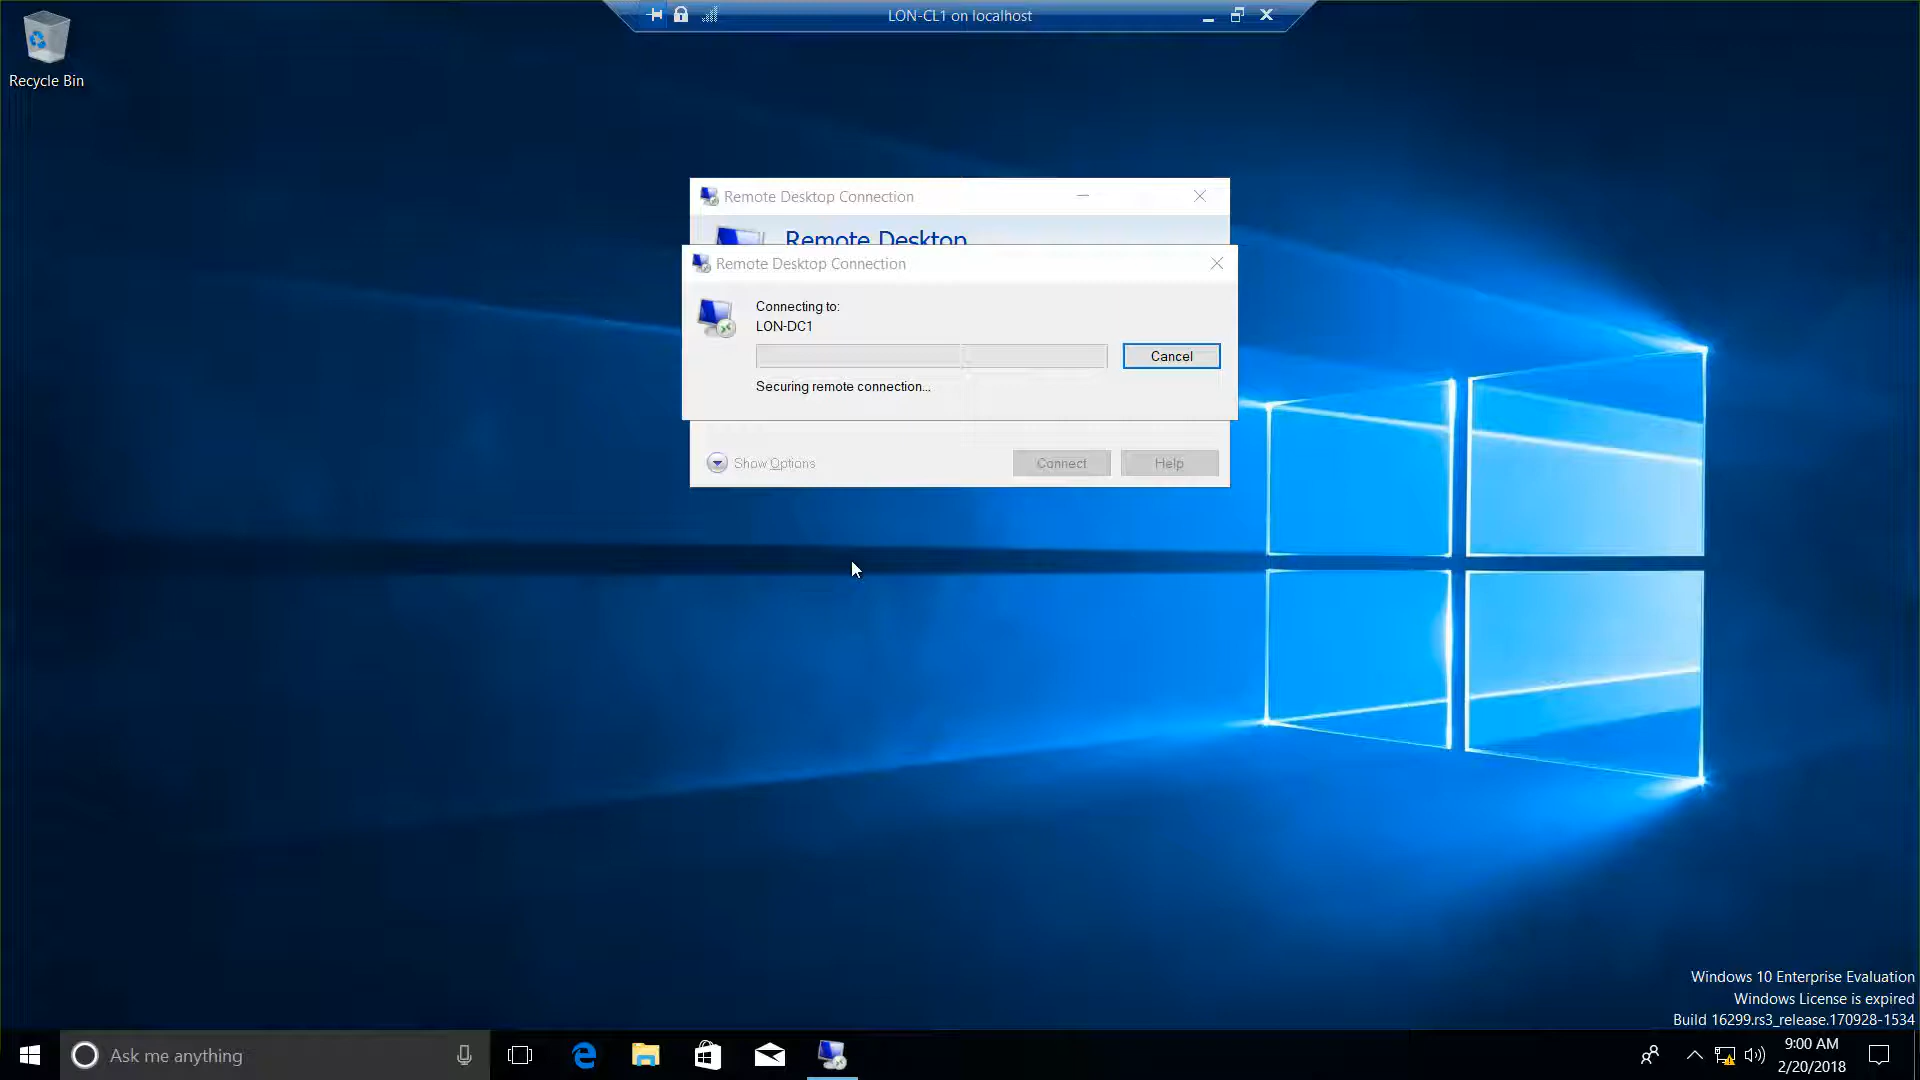 LON-CL1 on localhost
Recycle Bin
Remote Desktop Connection
Remote Desktop
Remote Desktop Connection
Connecting to:
LON-DC1
Cancel
Securing remote connection...
Show Options
Connect
Help
Windows 10 Enterprise Evaluation
Windows License is expired
Build 16299.rs3_release.170928-1534
Ask me anything
9:00 AM
2/20/2018